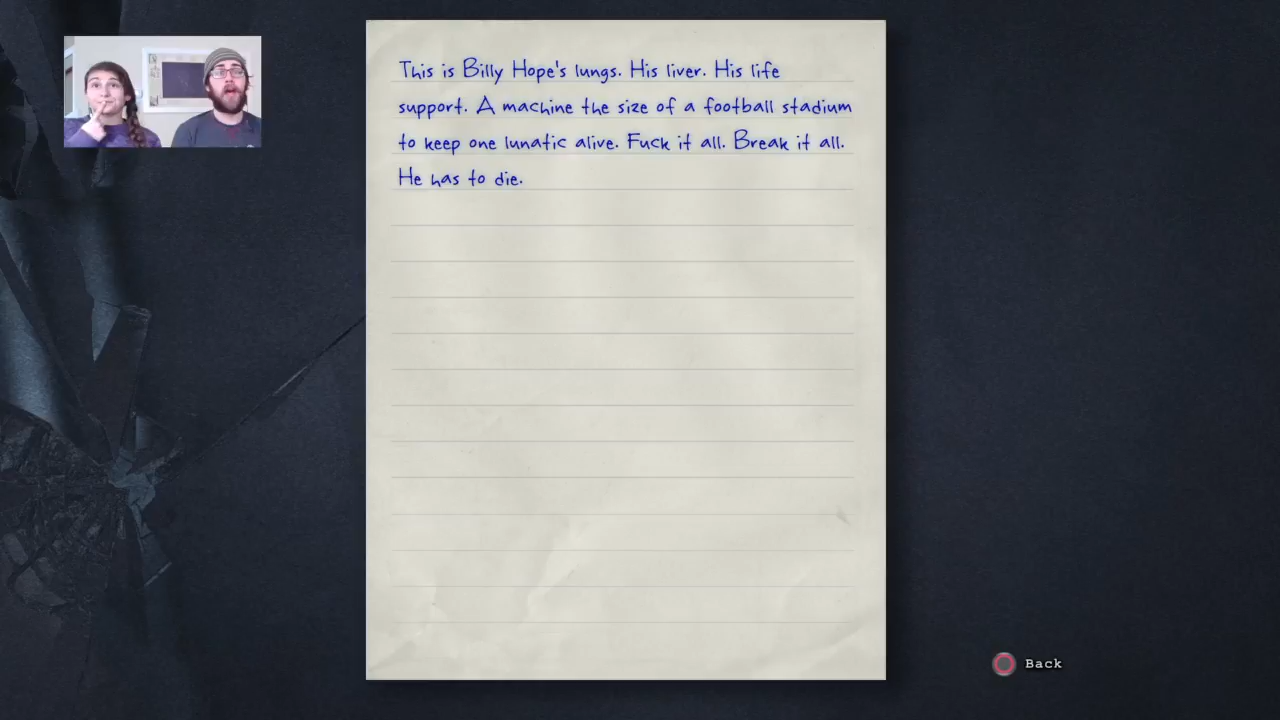 This is Billy Hope's lungs. His liver. His life
support. A machine the size of a football stadium
to keep one lunatic alive. Fuck it all. Break it all.
He has to die.
Back